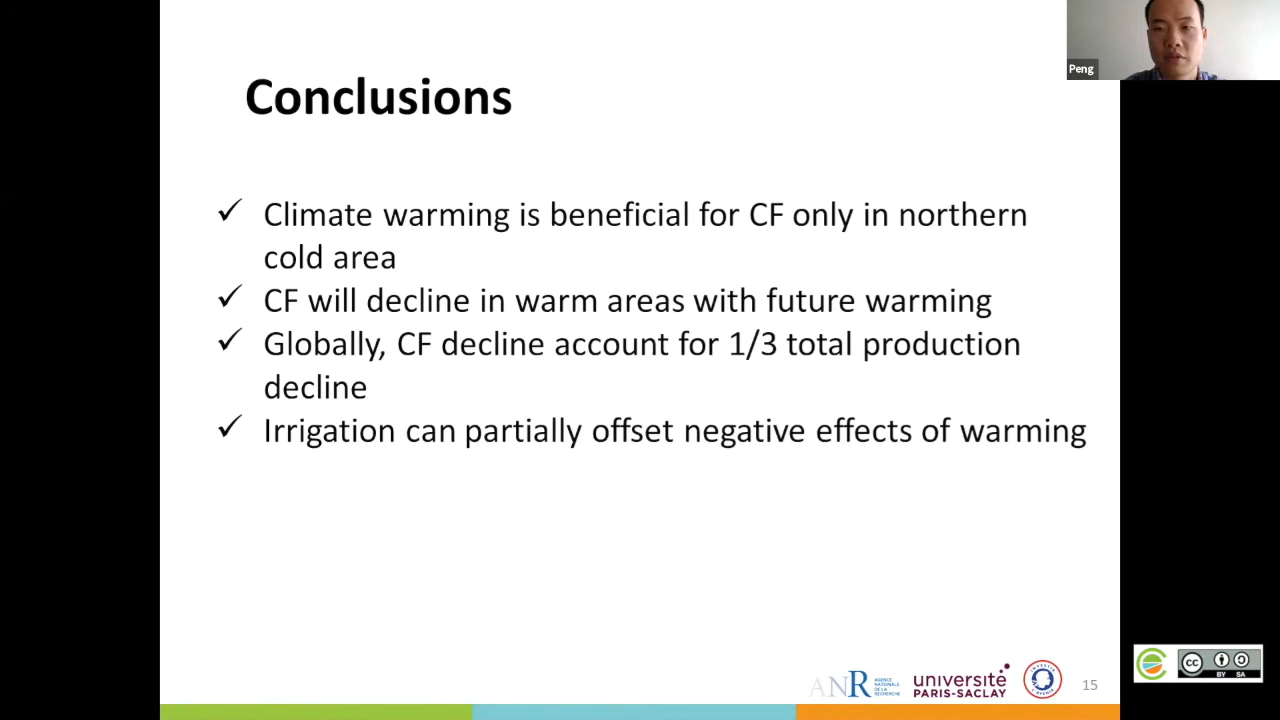 Peng
Conclusions
✓ Climate warming is beneficial for CF only in northern
cold area
✓ CF will decline in warm areas with future warming
✓ Globally, CF decline account for 1/3 total production
decline
✓ Irrigation can partially offset negative effects of warming
ANR AGENCE
NATIONALE
DE LA
RECHERCHE
université
PARIS-SACLAY
INVESTIR
L'AVENIR
15
cc
BY SA